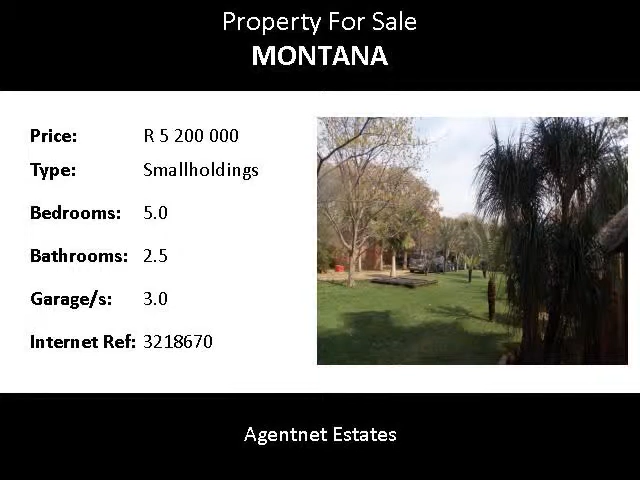 Property For Sale
MONTANA
Price: R 5 200 000
Type: Smallholdings
Bedrooms: 5.0
Bathrooms: 2.5
Garage/s: 3.0
Internet Ref: 3218670
Agentnet Estates